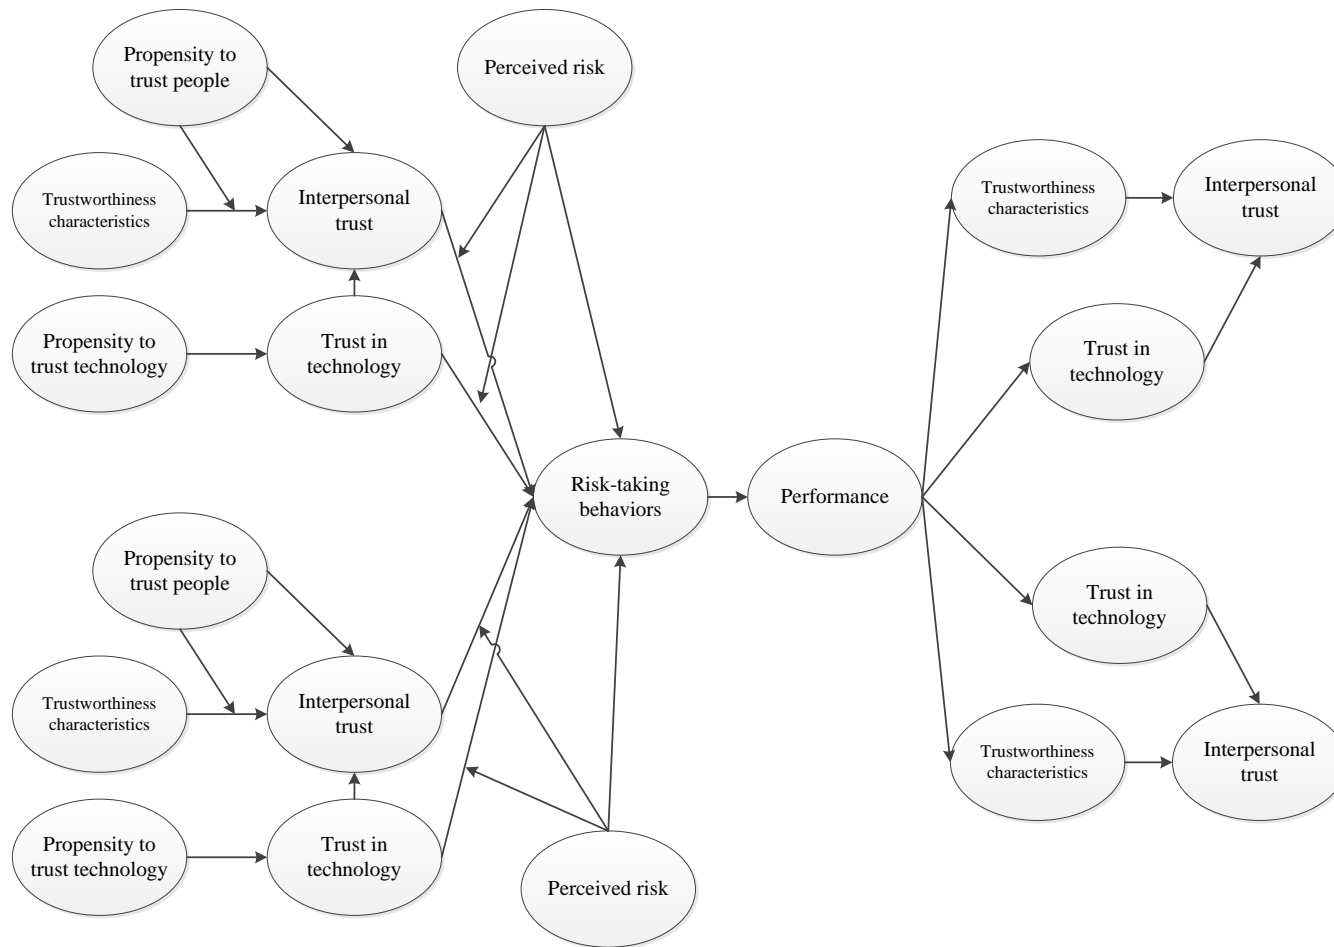 Propensity to
trust people
Perceived risk
Trustworthiness
characteristics
Interpersonal
trust
Propensity to
trust technology
Trust in
technology
Trustworthiness
characteristics
Interpersonal
trust
Trust in
technology
Risk-taking
behaviors
Performance
Propensity to
trust people
Trustworthiness
characteristics
Interpersonal
trust
Propensity to
trust technology
Trust in
technology
Perceived risk
Trust in
technology
Trustworthiness
characteristics
Interpersonal
trust